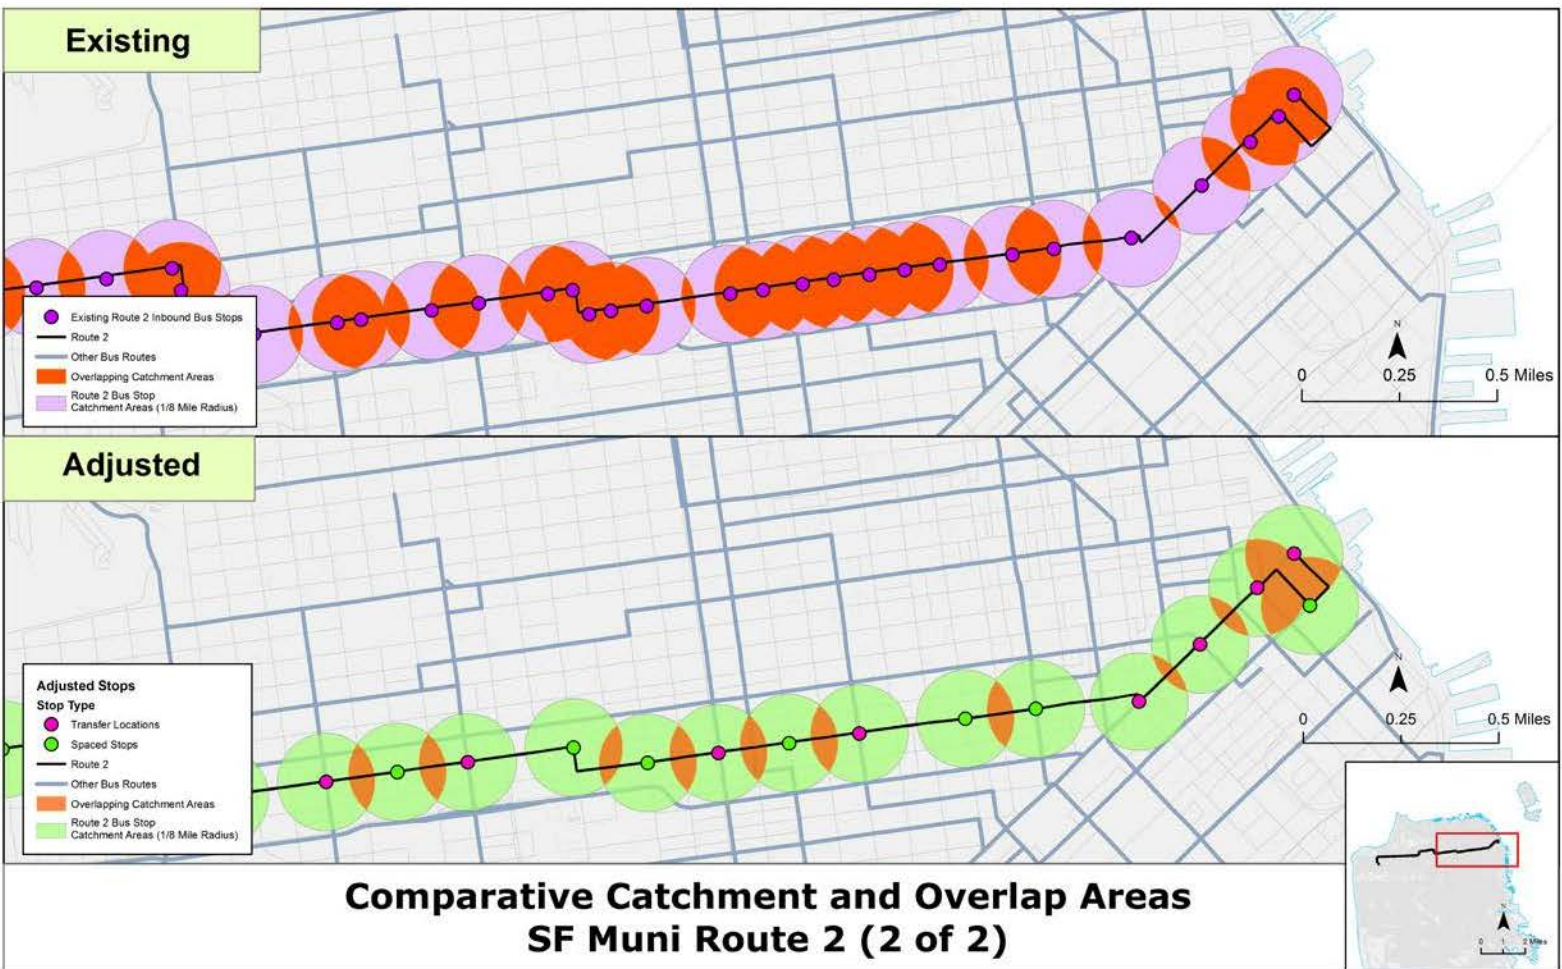 Existing
Existing Route 2 Inbound Bus Stops
Route 2
Other Bus Routes
Overlapping Catchment Areas
Route 2 Bus Stop
Catchment Areas (1/8 Mile Radius)
N
0 0.25 0.5 Miles
Adjusted
Adjusted Stops
Stop Type
Transfer Locations
Spaced Stops
Route 2
Other Bus Routes
Overlapping Catchment Areas
Route 2 Bus Stop
Catchment Areas (1/8 Mile Radius)
N
0 0.25 0.5 Miles
Comparative Catchment and Overlap Areas
SF Muni Route 2 (2 of 2)
N
0 1 2 Miles